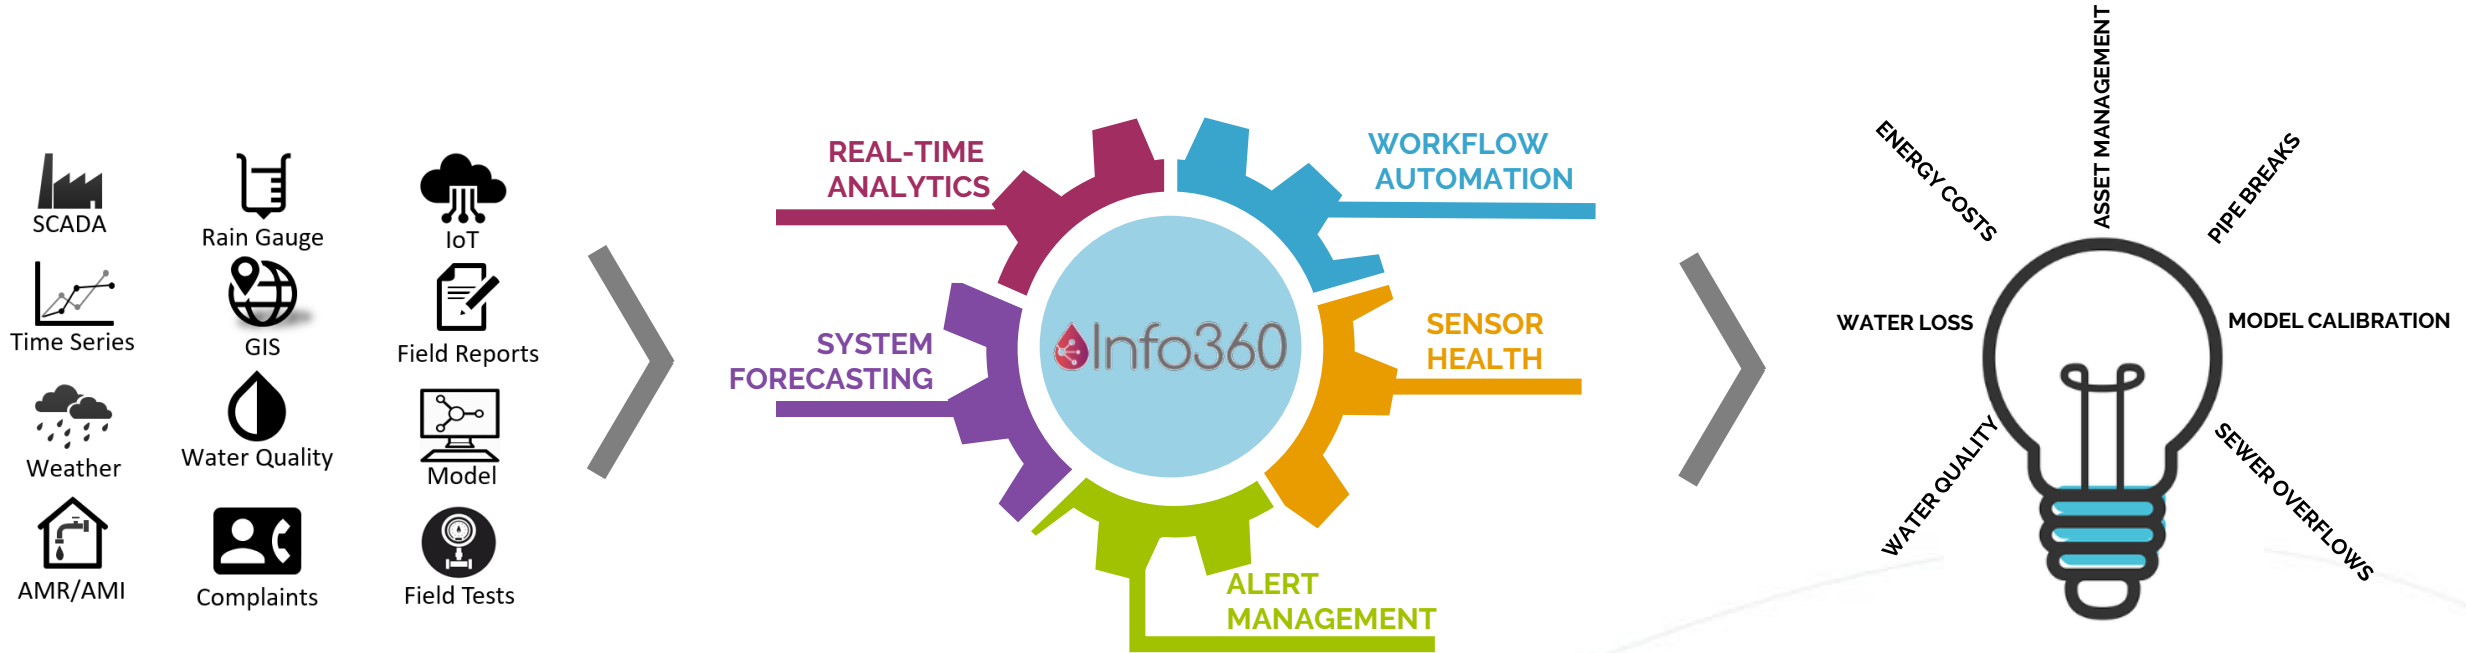 SCADA
Rain Gauge
IoT
Time Series
GIS
Field Reports
Weather
Water Quality
Model
AMR/AMI
Complaints
Field Tests
REAL-TIME
ANALYTICS
WORKFLOW
AUTOMATION
SYSTEM
FORECASTING
Info360
SENSOR
HEALTH
ALERT
MANAGEMENT
ENERGY COSTS
ASSET MANAGEMENT
PIPE BREAKS
WATER LOSS
MODEL CALIBRATION
WATER QUALITY
SEWER OVERFLOWS